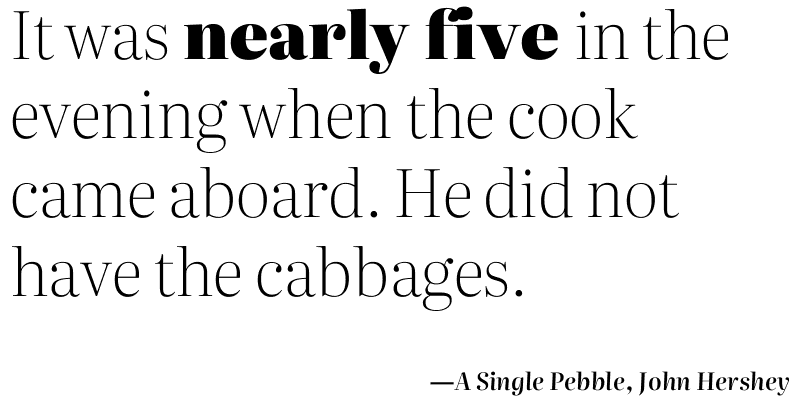 It was nearly five in the
evening when the cook
came aboard. He did not
have the cabbages.
—A Single Pebble, John Hershey